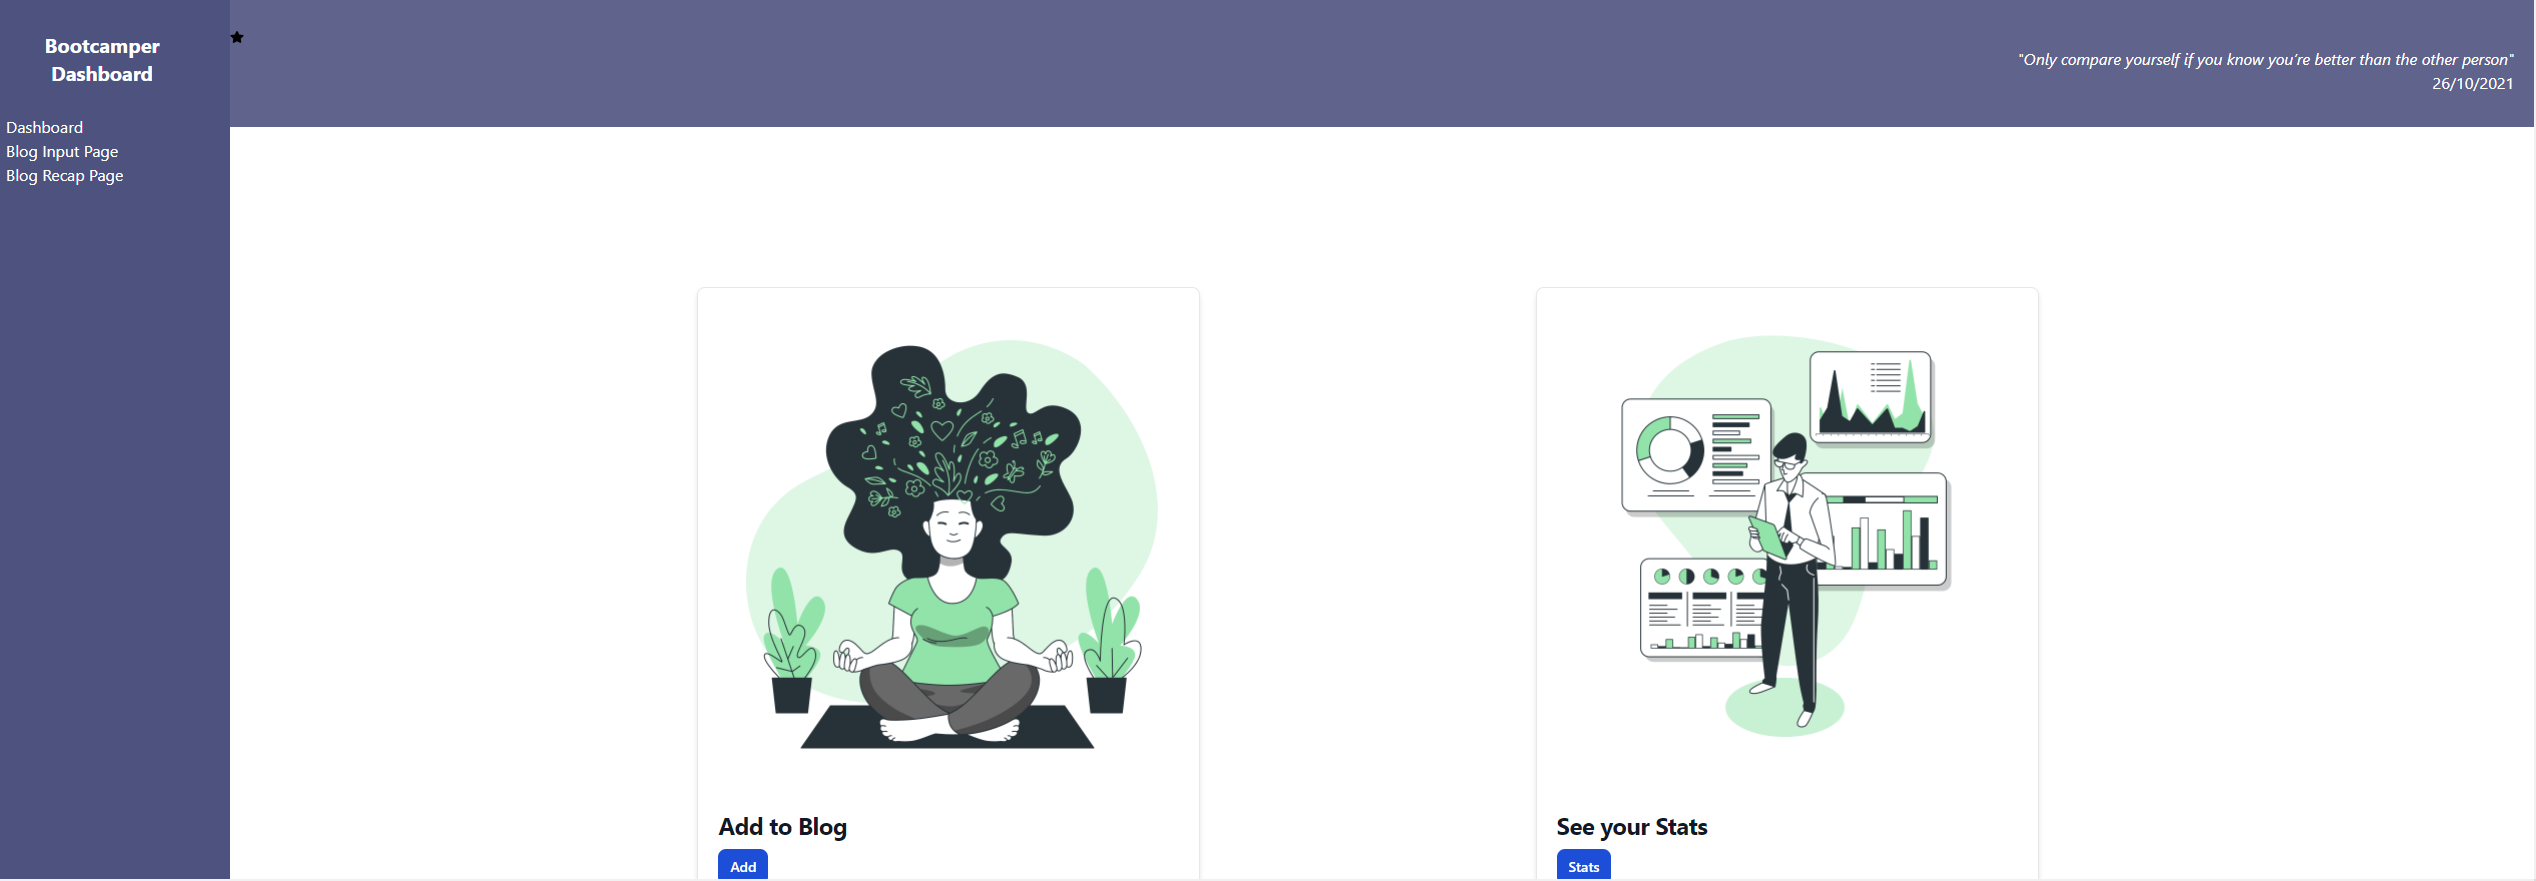 Bootcamper
Dashboard
Dashboard
Blog Input Page
Blog Recap Page
"Only compare yourself if you know you're better than the other person"
26/10/2021
Add to Blog
Add
See your Stats
Stats